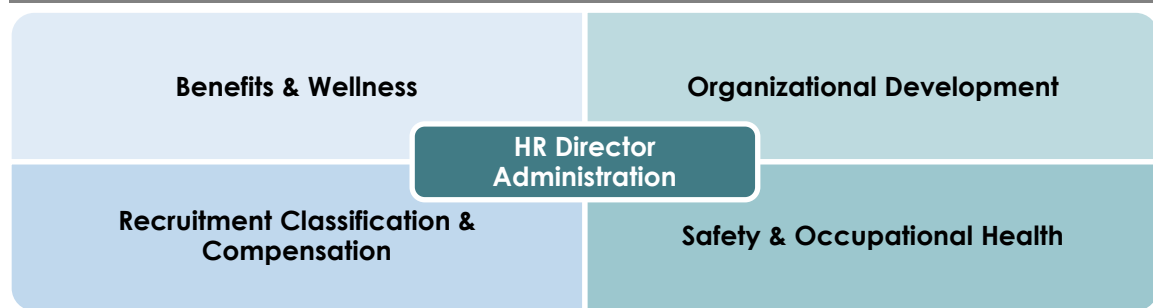 Benefits & Wellness
Organizational Development
HR Director
Administration
Recruitment Classification &
Compensation
Safety & Occupational Health